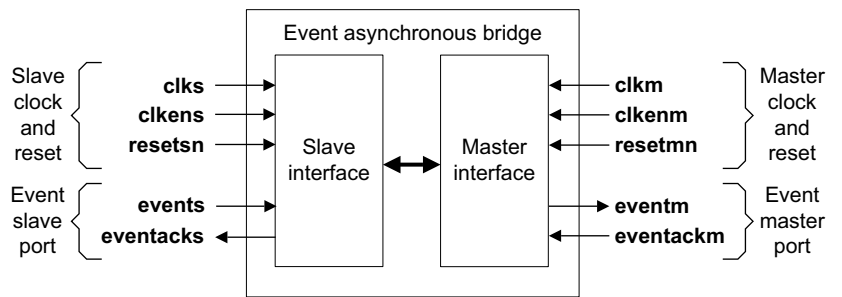 Event asynchronous bridge
Slave
clock
and
reset
clks
clkens
resetsn
Event
slave
port
events
eventacks
Slave
interface
Master
interface
clkm
clkenm
resetmn
Master
clock
and
reset
eventm
eventackm
Event
master
port